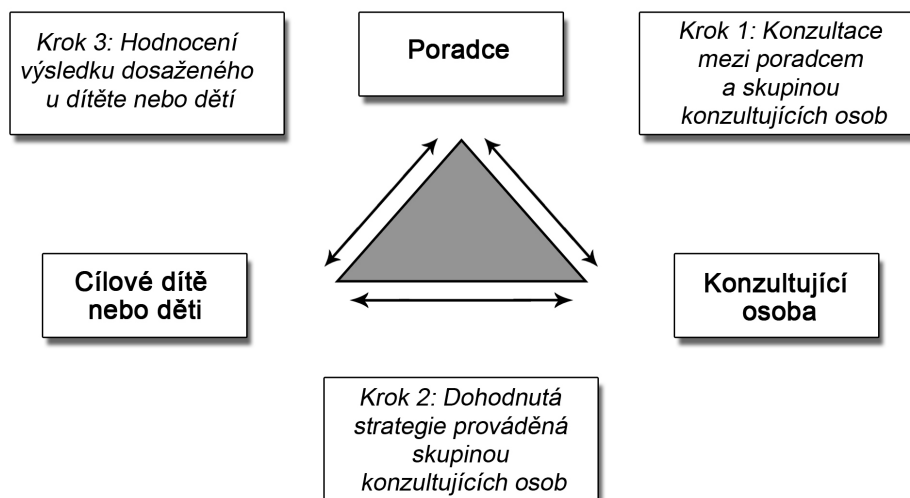 Krok 3: Hodnocení
výsledku dosaženého
u dítěte nebo dětí
Poradce
Krok 1: Konzultace
mezi poradcem
a skupinou
konzultujících osob
Cílové dítě
nebo děti
Konzultující
osoba
Krok 2: Dohodnutá
strategie prováděná
skupinou
konzultujících osob